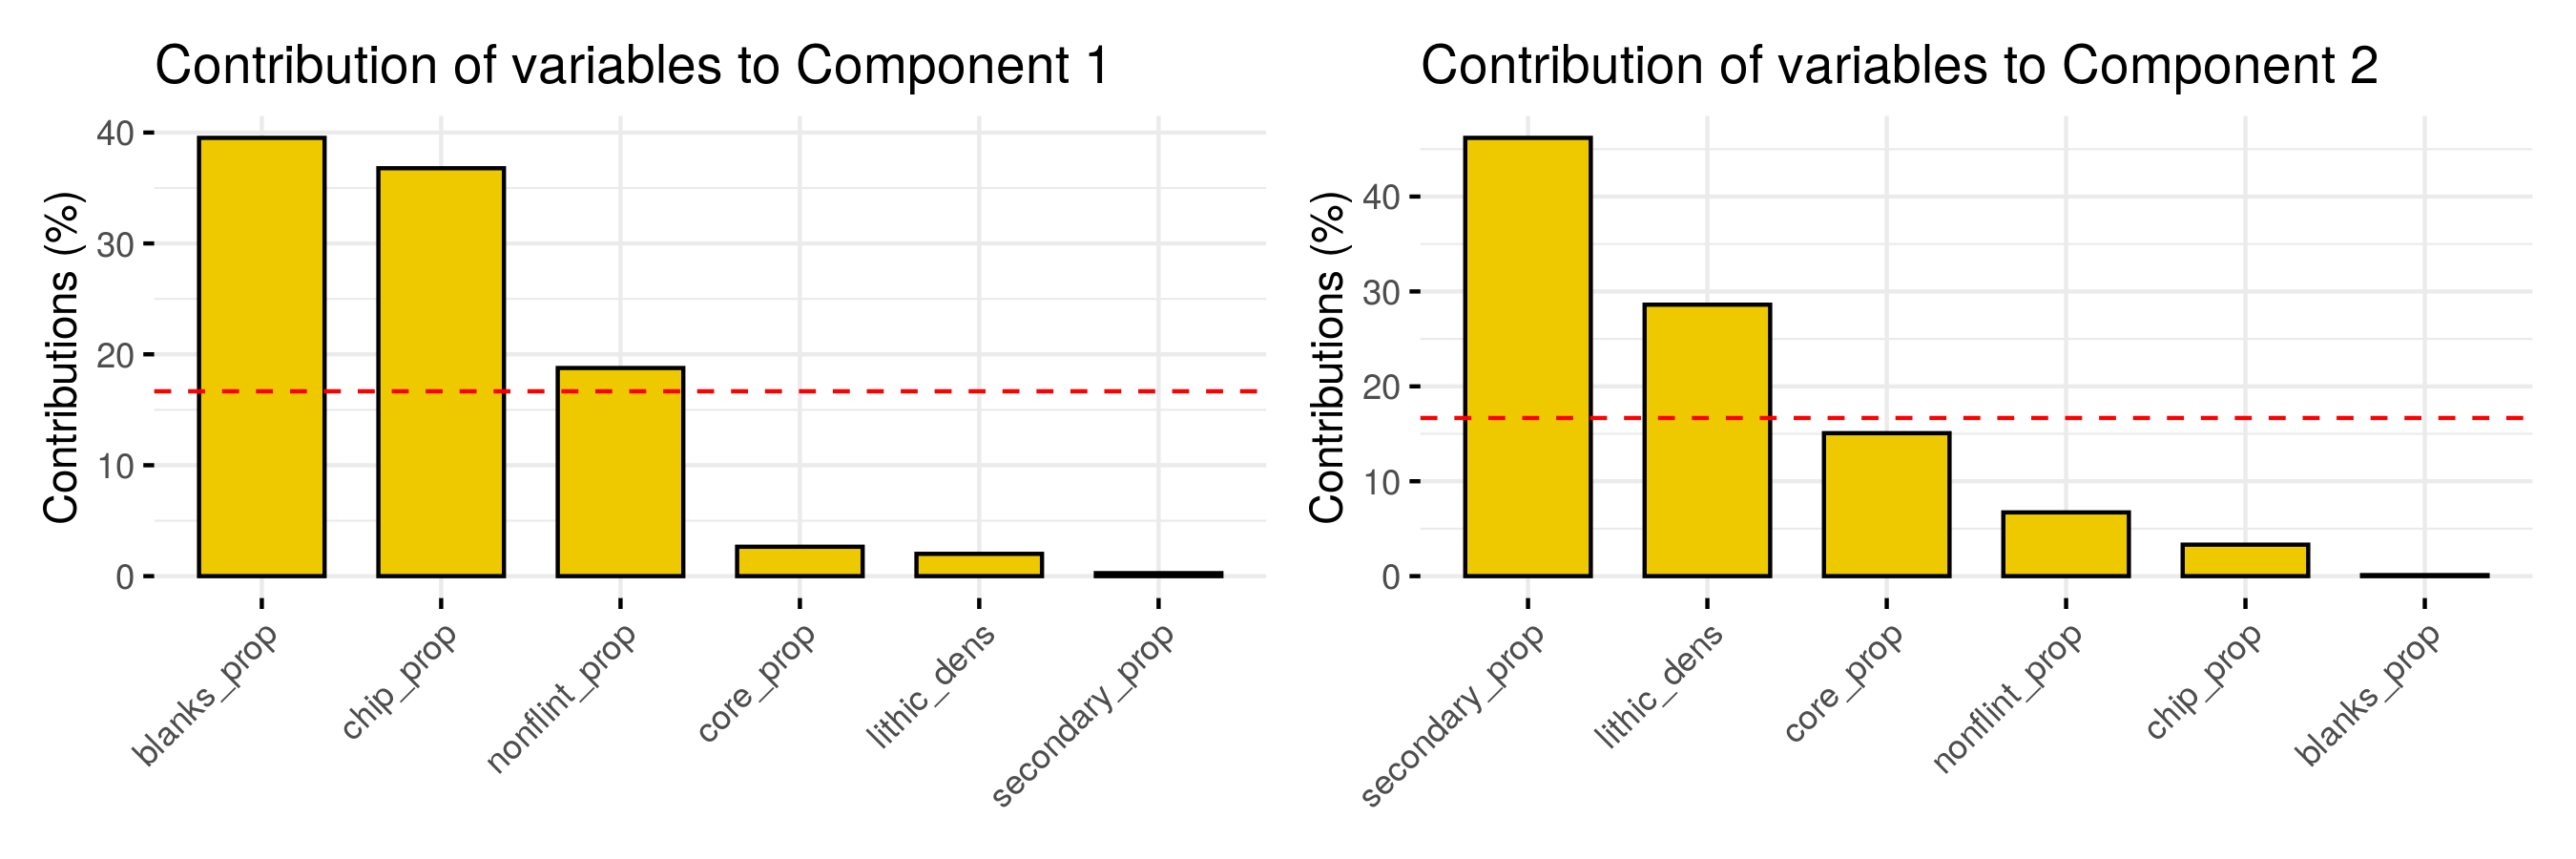 Contribution of variables to Component 1
Contributions (%)
40
30
20
10
0
blanks_prop
chip_prop
nonflint_prop
core_prop
lithic_dens
secondary_prop
Contribution of variables to Component 2
Contributions (%)
40
30
20
10
0
secondary_prop
lithic_dens
core_prop
nonflint_prop
chip_prop
blanks_prop